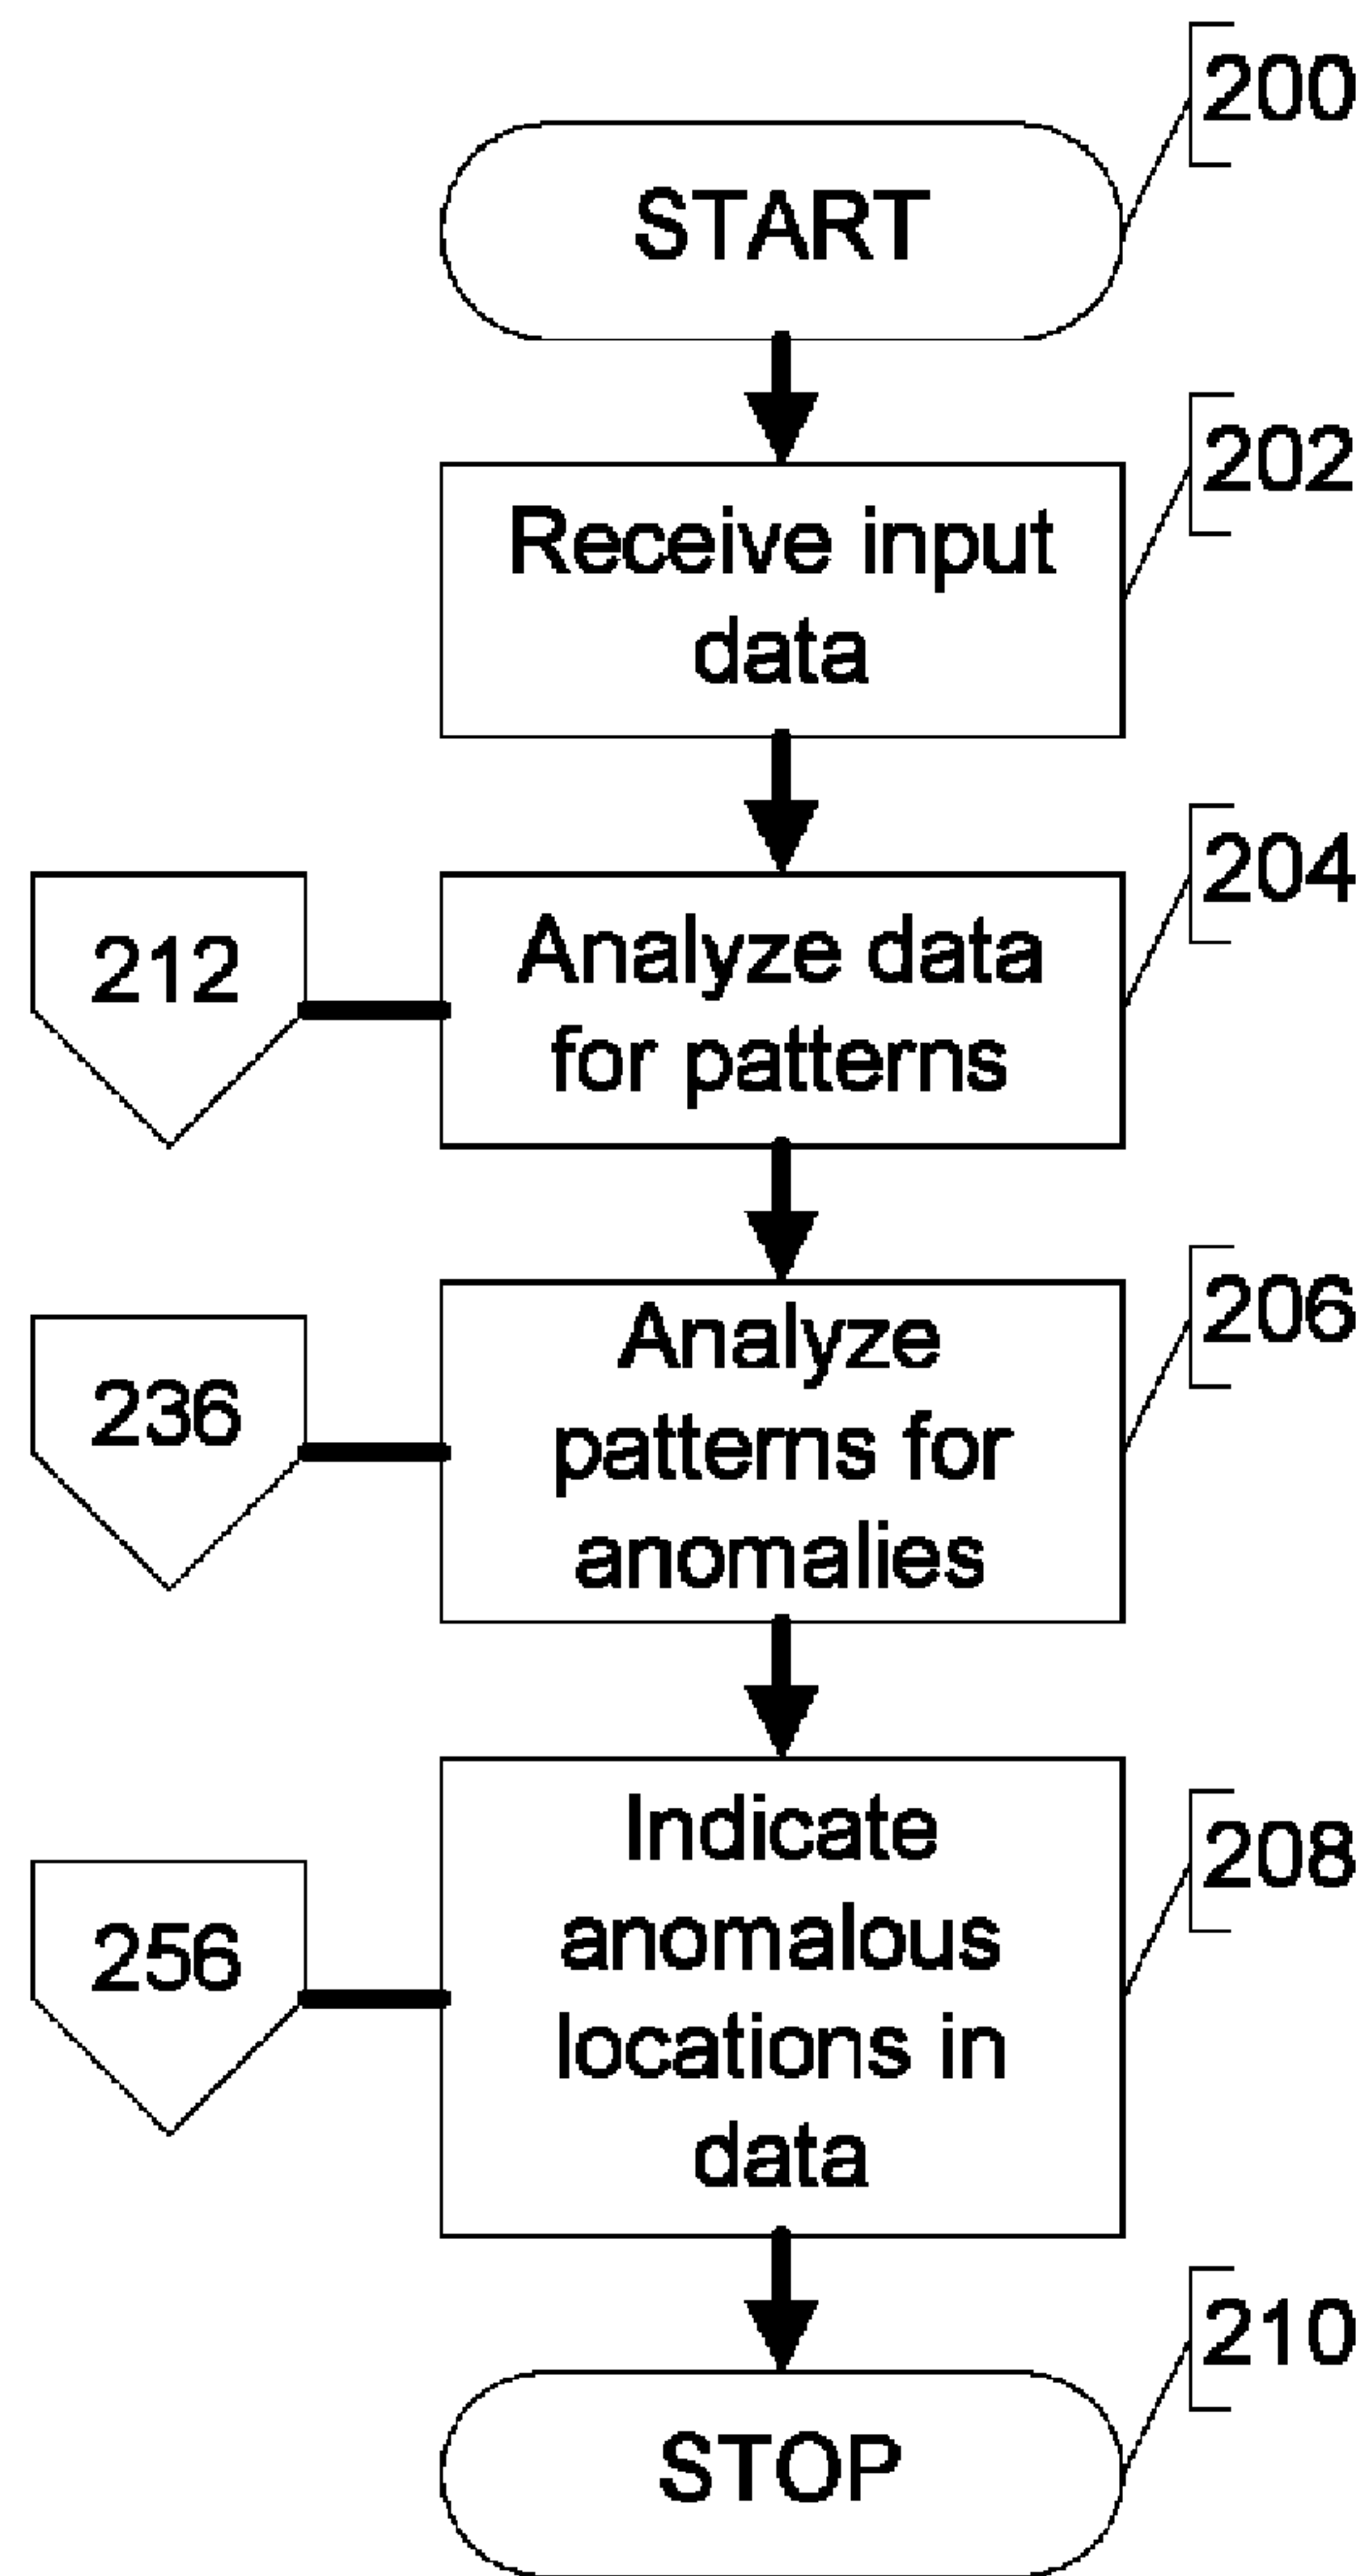 200
START
202
Receive input
data
204
212
Analyze data
for patterns
206
236
Analyze
patterns for
anomalies
208
256
Indicate
anomalous
locations in
data
210
STOP